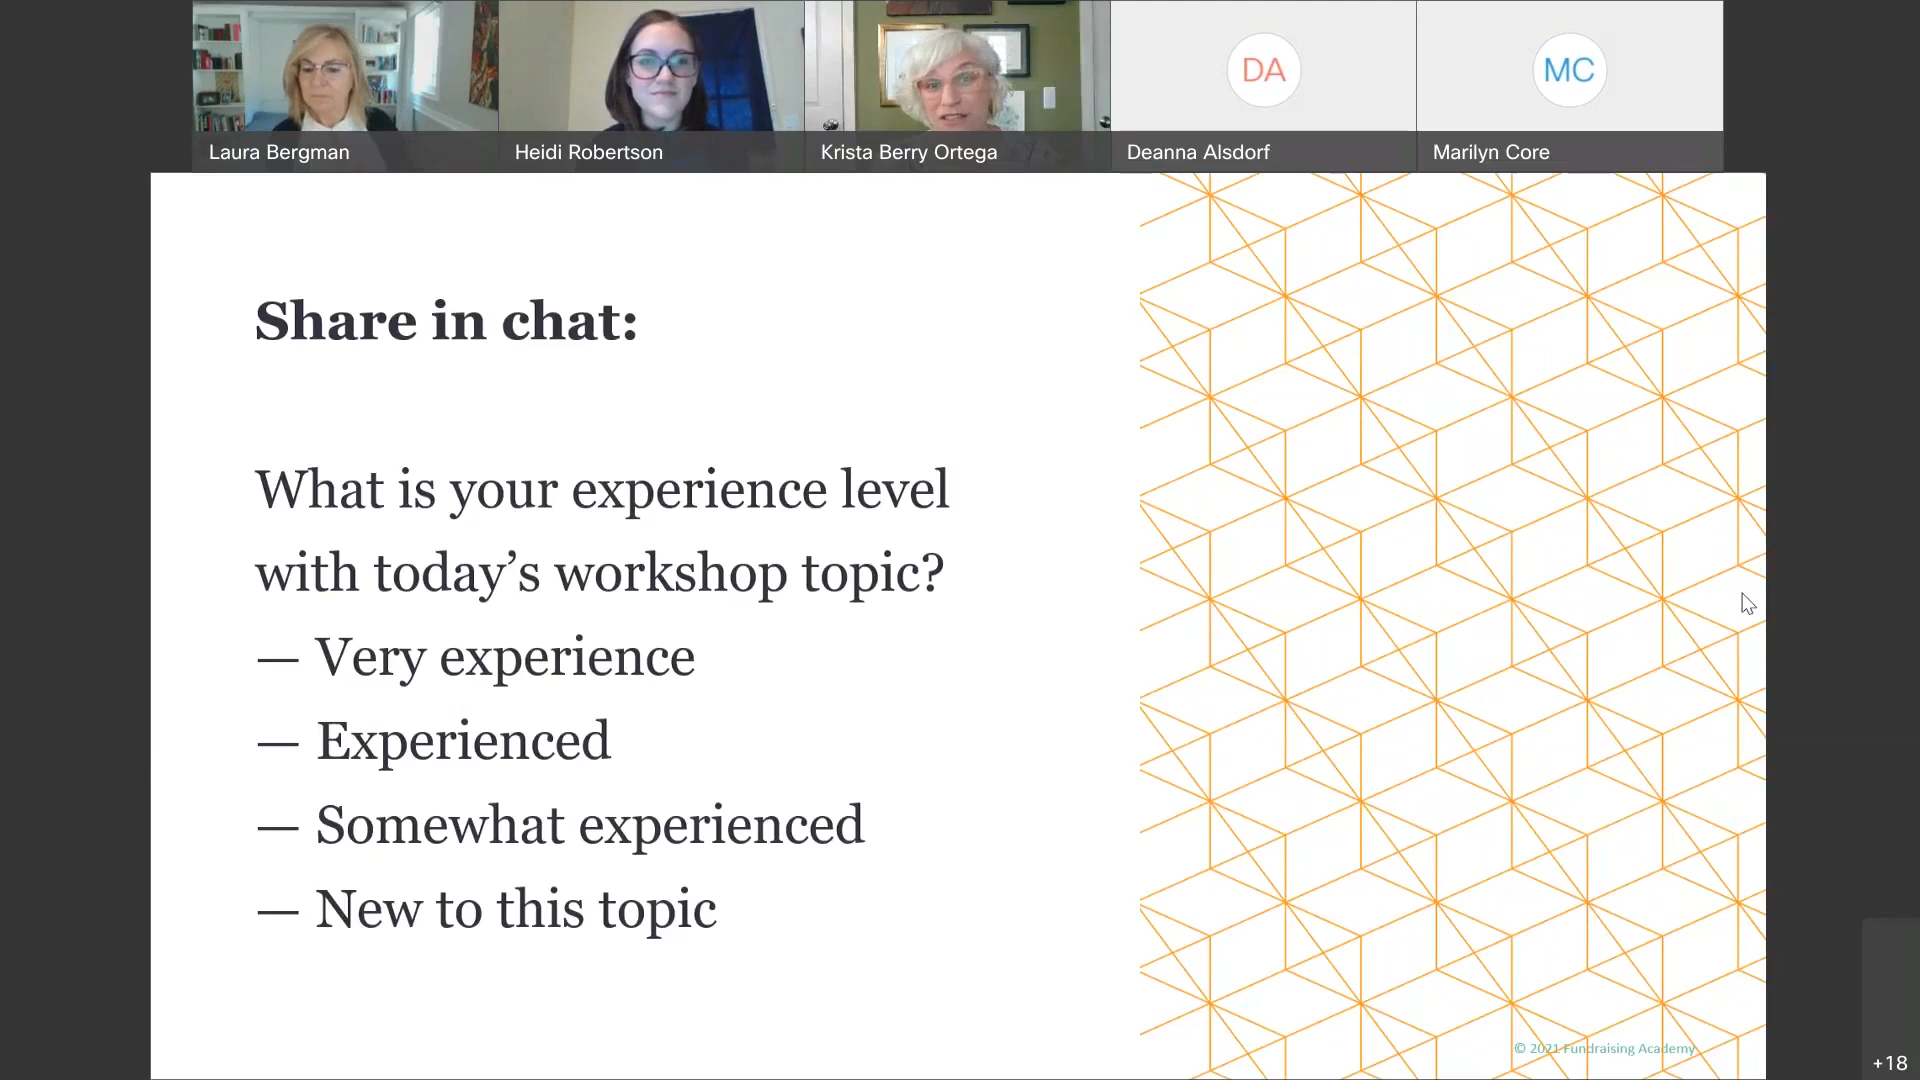 Laura Bergman
Heidi Robertson
Krista Berry Ortega
DA
Deanna Alsdorf
MC
Marilyn Core
Share in chat:
What is your experience level
with today’s workshop topic?
— Very experience
— Experienced
— Somewhat experienced
— New to this topic
© 2021 Fundraising Academy
+18